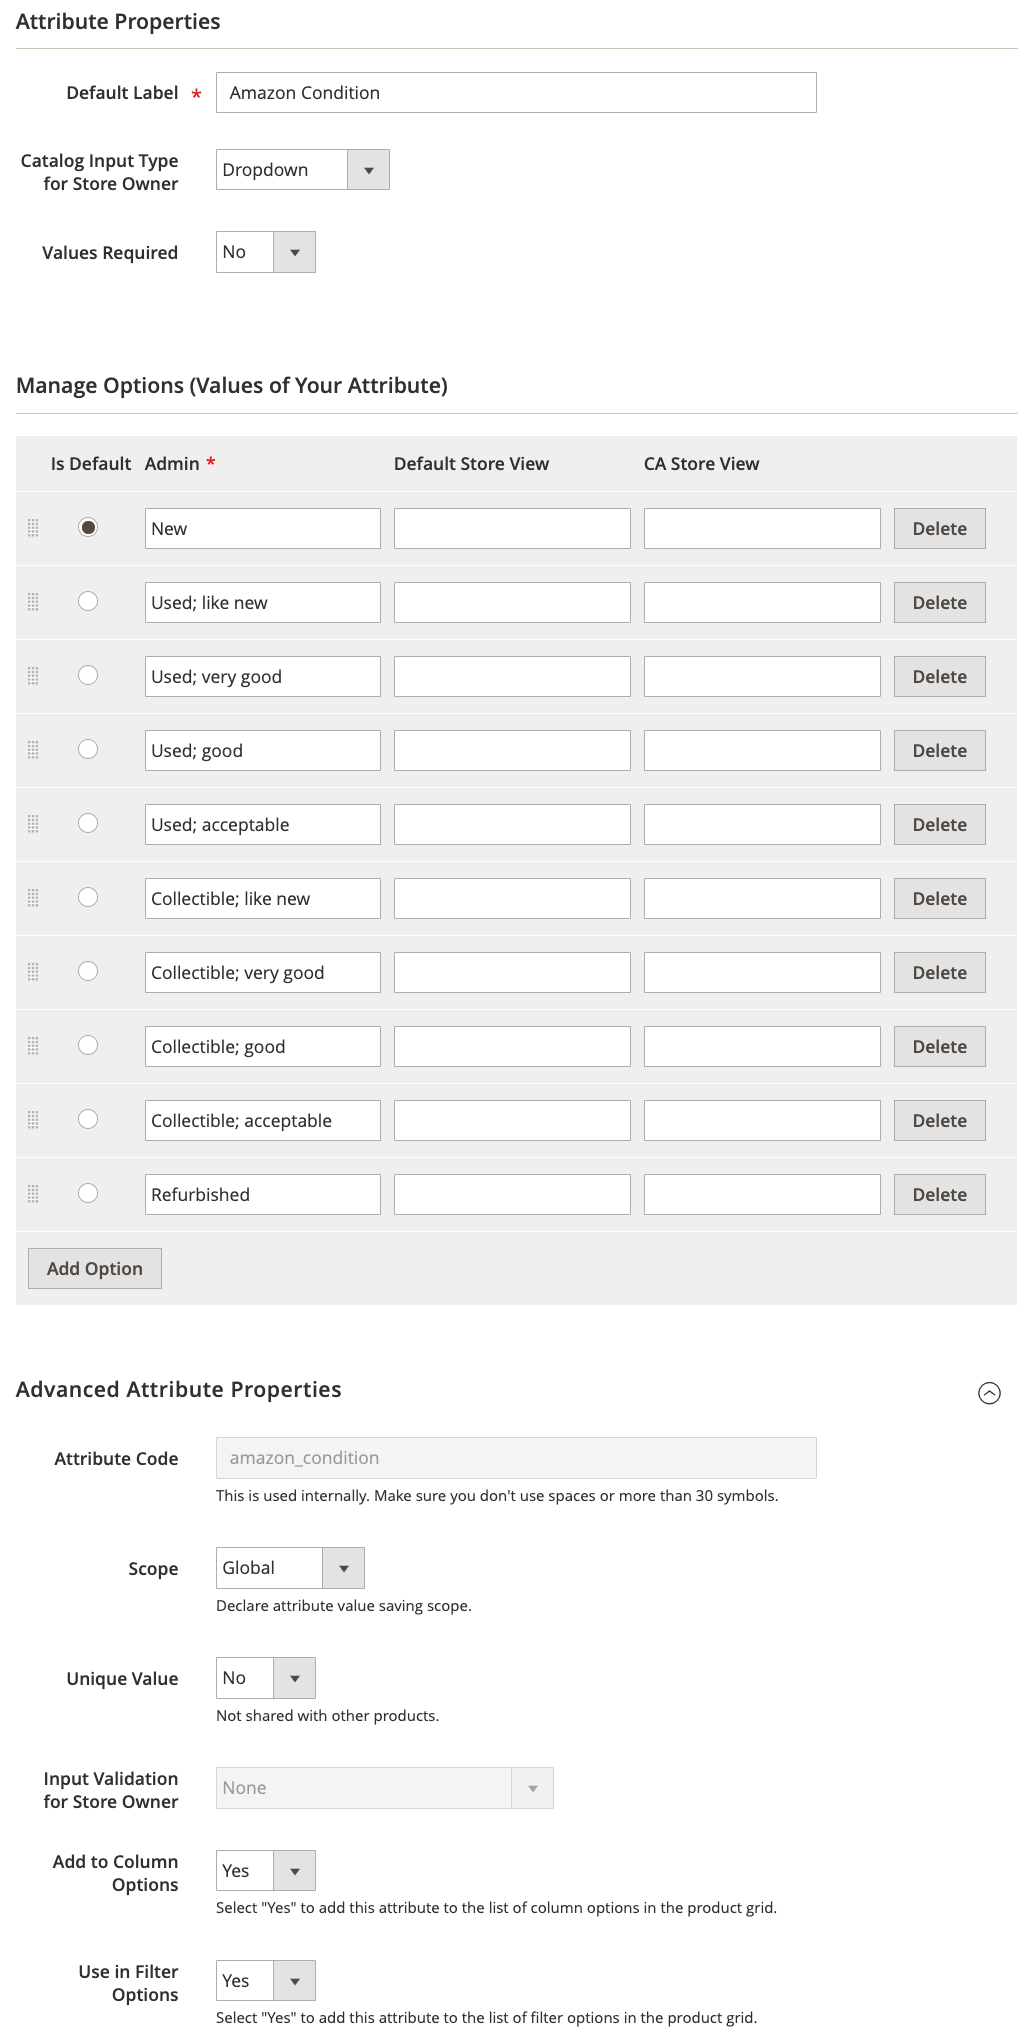 Attribute Properties
Default Label *
Amazon Condition
Catalog Input Type
for Store Owner
Dropdown
Values Required
No
Manage Options (Values of Your Attribute)
Is Default Admin * Default Store View CA Store View
New Delete
Used; like new Delete
Used; very good Delete
Used; good Delete
Used; acceptable Delete
Collectible; like new Delete
Collectible; very good Delete
Collectible; good Delete
Collectible; acceptable Delete
Refurbished Delete
Add Option
Advanced Attribute Properties
Attribute Code
amazon_condition
This is used internally. Make sure you don't use spaces or more than 30 symbols.
Scope
Global
Declare attribute value saving scope.
Unique Value
No
Not shared with other products.
Input Validation
for Store Owner
None
Add to Column
Options
Yes
Select "Yes" to add this attribute to the list of column options in the product grid.
Use in Filter
Options
Yes
Select "Yes" to add this attribute to the list of filter options in the product grid.